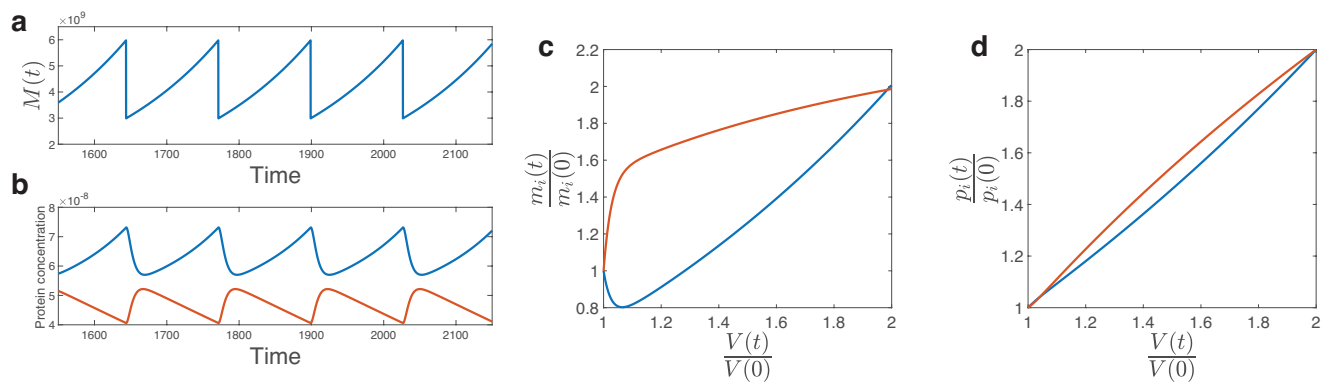 a
×10⁹
M(t)
6
5
4
3
2
1600 1700 1800 1900 2000 2100
Time
b
×10⁻⁸
Protein concentration
8
7
6
5
4
1600 1700 1800 1900 2000 2100
Time
c
m_i(t)
m_i(0)
2.2
2
1.8
1.6
1.4
1.2
1
0.8
1 1.2 1.4 1.6 1.8 2
V(t)
V(0)
d
p_i(t)
p_i(0)
2
1.8
1.6
1.4
1.2
1
1 1.2 1.4 1.6 1.8 2
V(t)
V(0)